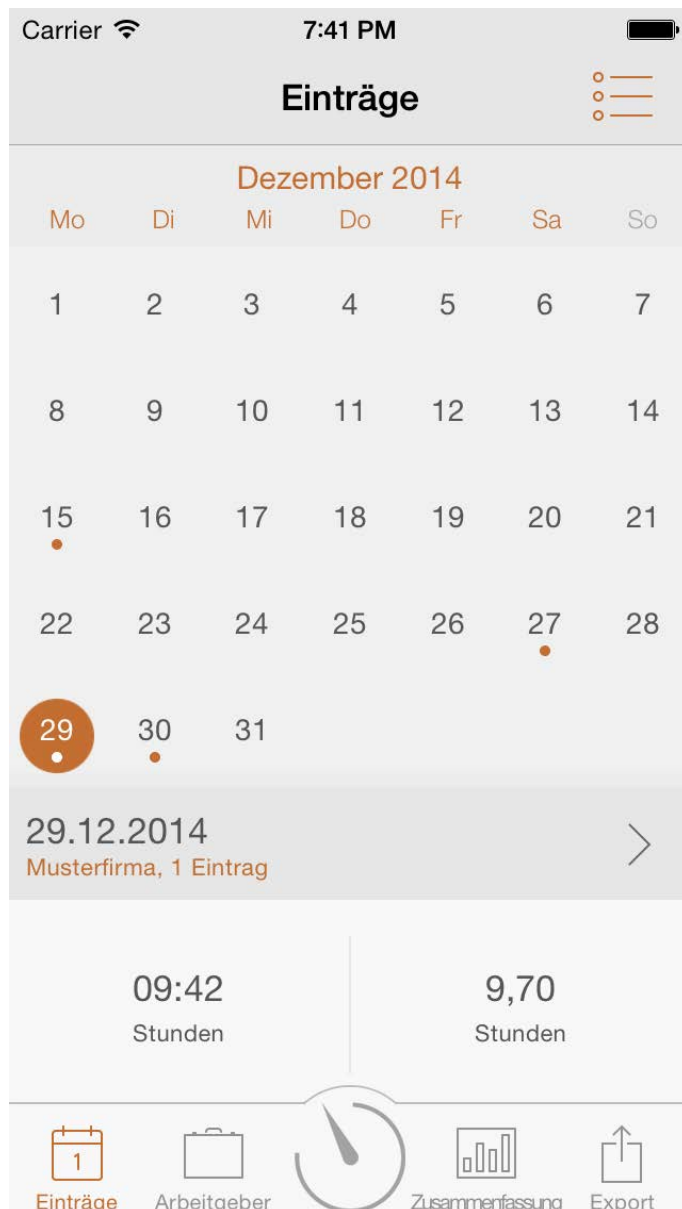 Carrier 7:41 PM
Einträge
Dezember 2014
Mo Di Mi Do Fr Sa So
1 2 3 4 5 6 7
8 9 10 11 12 13 14
15 16 17 18 19 20 21
22 23 24 25 26 27 28
29 30 31
29.12.2014
Musterfirma, 1 Eintrag
09:42 9,70
Stunden Stunden
1
Einträge Arbeitgeber Zusammenfassung Export